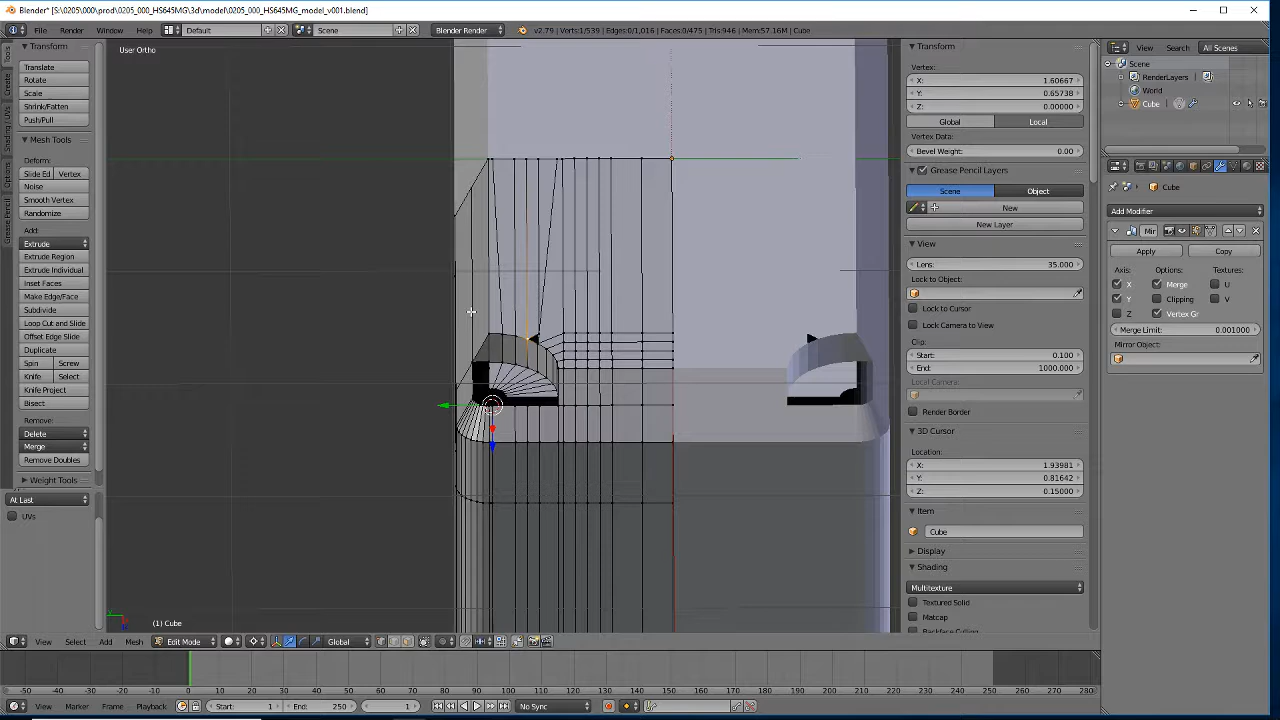 Blender* [S:\0205\000\prod\0205_000_HS645MG\3d\model\0205_000_HS645MG_model_v001.blend]
File Render Window Help Default Scene Blender Render v2.79 | Verts:1/539 | Edges:0/1,016 | Faces:0/475 | Tris:946 | Mem:57.16M | Cube
Transform
Translate
Rotate
Scale
Shrink/Fatten
Push/Pull
Mesh Tools
Deform:
Slide Ed Vertex
Noise
Smooth Vertex
Randomize
Add:
Extrude
Extrude Region
Extrude Individual
Inset Faces
Make Edge/Face
Subdivide
Loop Cut and Slide
Offset Edge Slide
Duplicate
Spin Screw
Knife Select
Knife Project
Bisect
Remove:
Delete
Merge
Remove Doubles
Weight Tools
At Last
UVs
Tools
Create
Shading / UVs
Options
Grease Pencil
User Ortho
(1) Cube
Transform
Vertex:
X: 1.60667
Y: 0.65738
Z: 0.00000
Global Local
Vertex Data:
Bevel Weight: 0.00
Grease Pencil Layers
Scene Object
New
New Layer
View
Lens: 35.000
Lock to Object:
Lock to Cursor
Lock Camera to View
Clip:
Start: 0.100
End: 1000.000
Local Camera:
Render Border
3D Cursor
Location:
X: 1.93981
Y: 0.81642
Z: 0.15000
Item
Cube
Display
Shading
Multitexture
Textured Solid
Matcap
Backface Culling
View Search All Scenes
Scene
RenderLayers
World
Cube
Cube
Add Modifier
Mir
Apply Copy
Axis: Options: Textures:
X Merge U
Y Clipping V
Z Vertex Gr
Merge Limit: 0.001000
Mirror Object:
View Select Add Mesh Edit Mode Global
-50 -40 -30 -20 -10 0 10 20 30 40 50 60 70 80 90 100 110 120 130 140 150 160 170 180 190 200 210 220 230 240 250 260 270 280
View Marker Frame Playback Start: 1 End: 250 1 No Sync